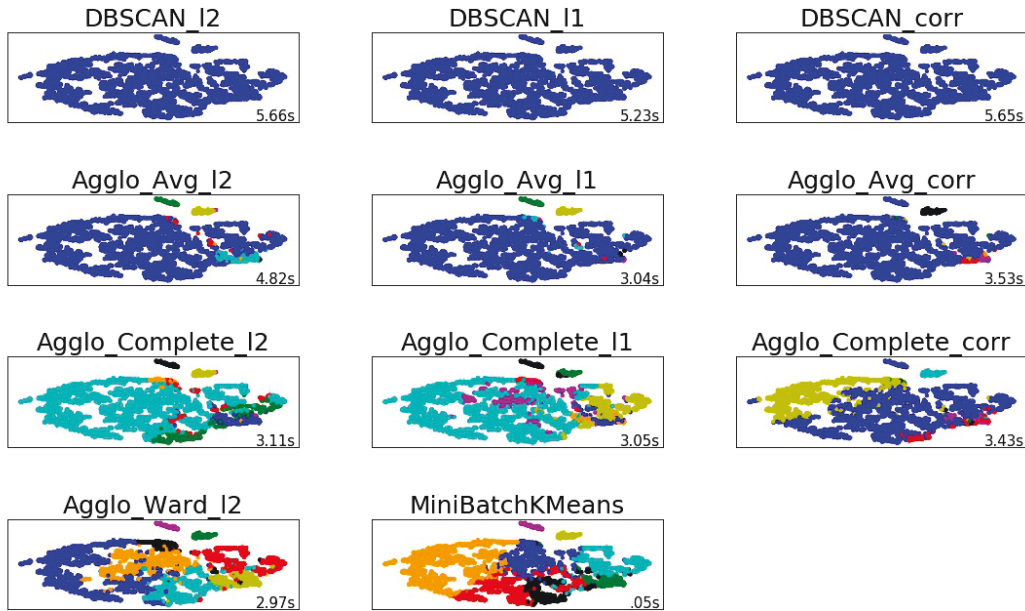 DBSCAN_l2
DBSCAN_l1
DBSCAN_corr
5.66s
5.23s
5.65s
Agglo_Avg_l2
Agglo_Avg_l1
Agglo_Avg_corr
4.82s
3.04s
3.53s
Agglo_Complete_l2
Agglo_Complete_l1
Agglo_Complete_corr
3.11s
3.05s
3.43s
Agglo_Ward_l2
MiniBatchKMeans
2.97s
.05s